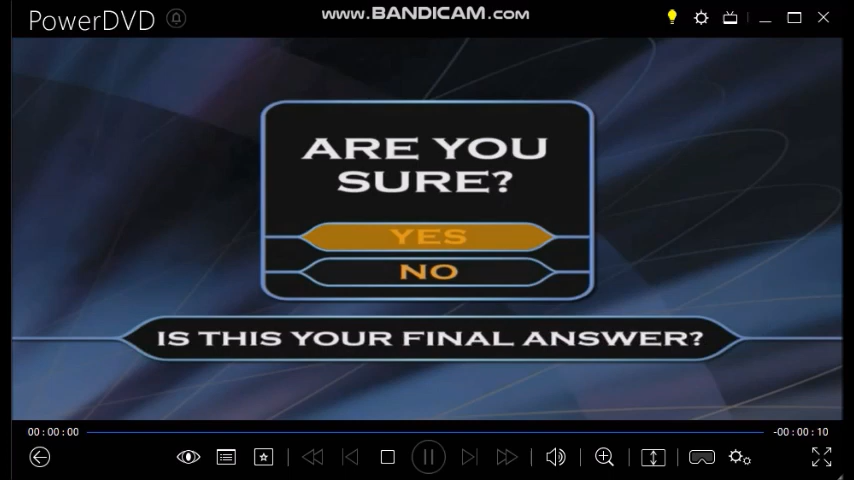 PowerDVD
www.BANDICAM.com
ARE YOU
SURE?
YES
NO
IS THIS YOUR FINAL ANSWER?
00:00:00
-00:00:10